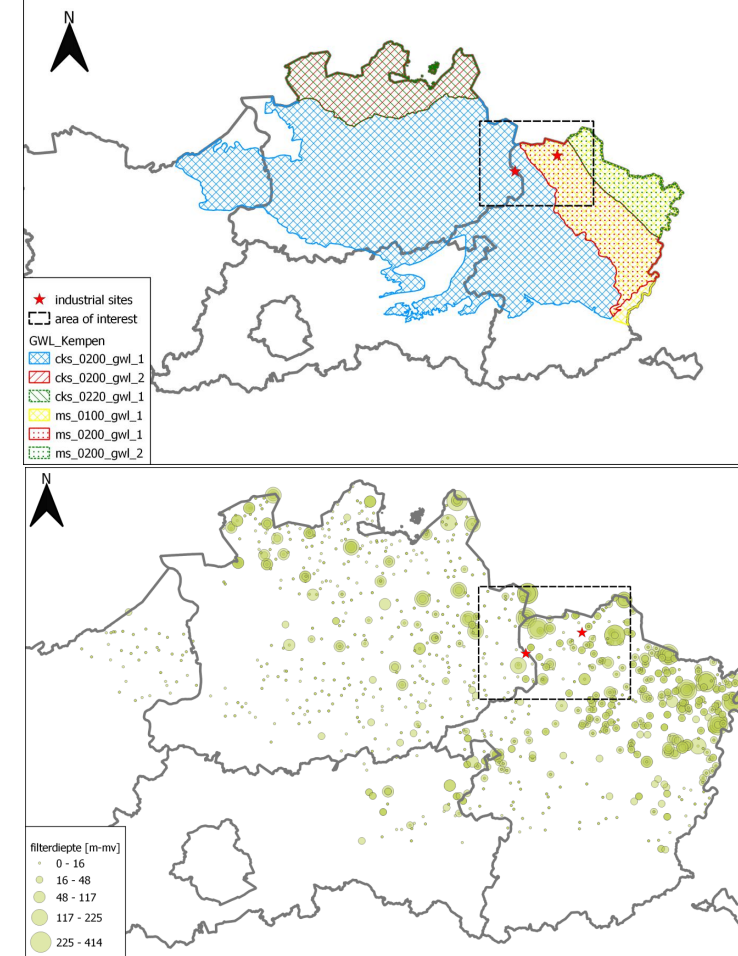 N
industrial sites
area of interest
GWL_Kempen
cks_0200_gwl_1
cks_0200_gwl_2
cks_0220_gwl_1
ms_0100_gwl_1
ms_0200_gwl_1
ms_0200_gwl_2
N
filterdiepte [m-mv]
0 - 16
16 - 48
48 - 117
117 - 225
225 - 414